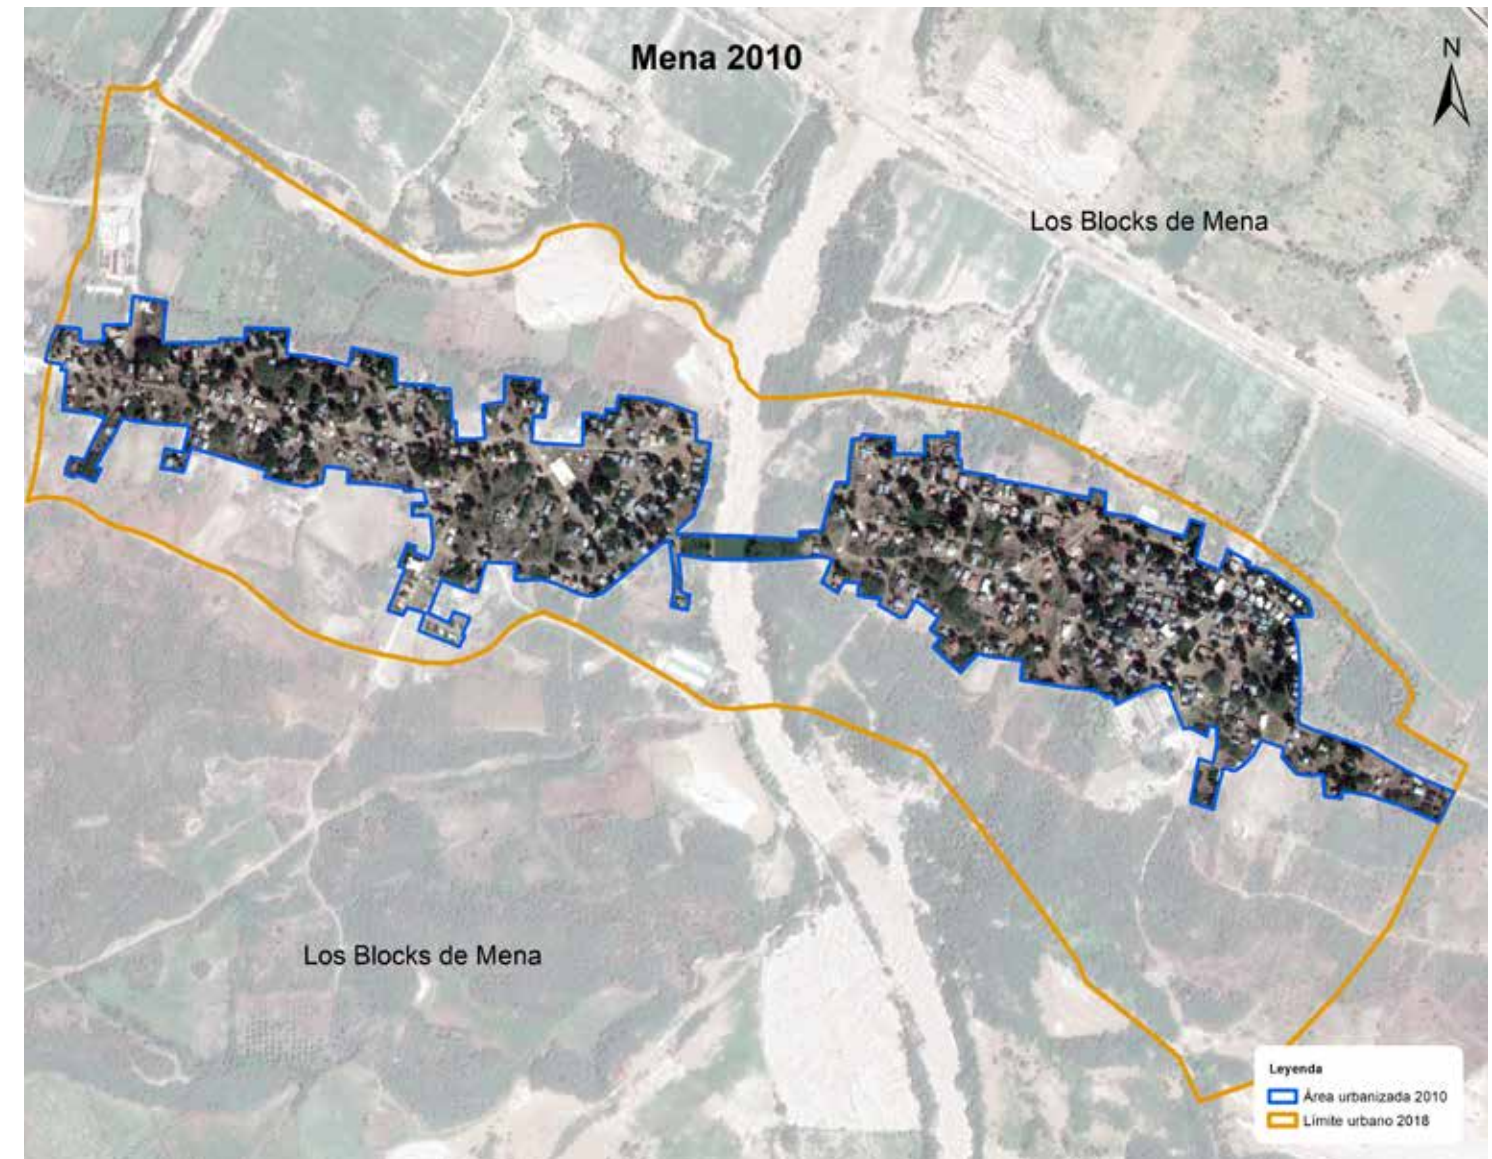 Mena 2010
N
Los Blocks de Mena
Los Blocks de Mena
Leyenda
Área urbanizada 2010
Límite urbano 2018